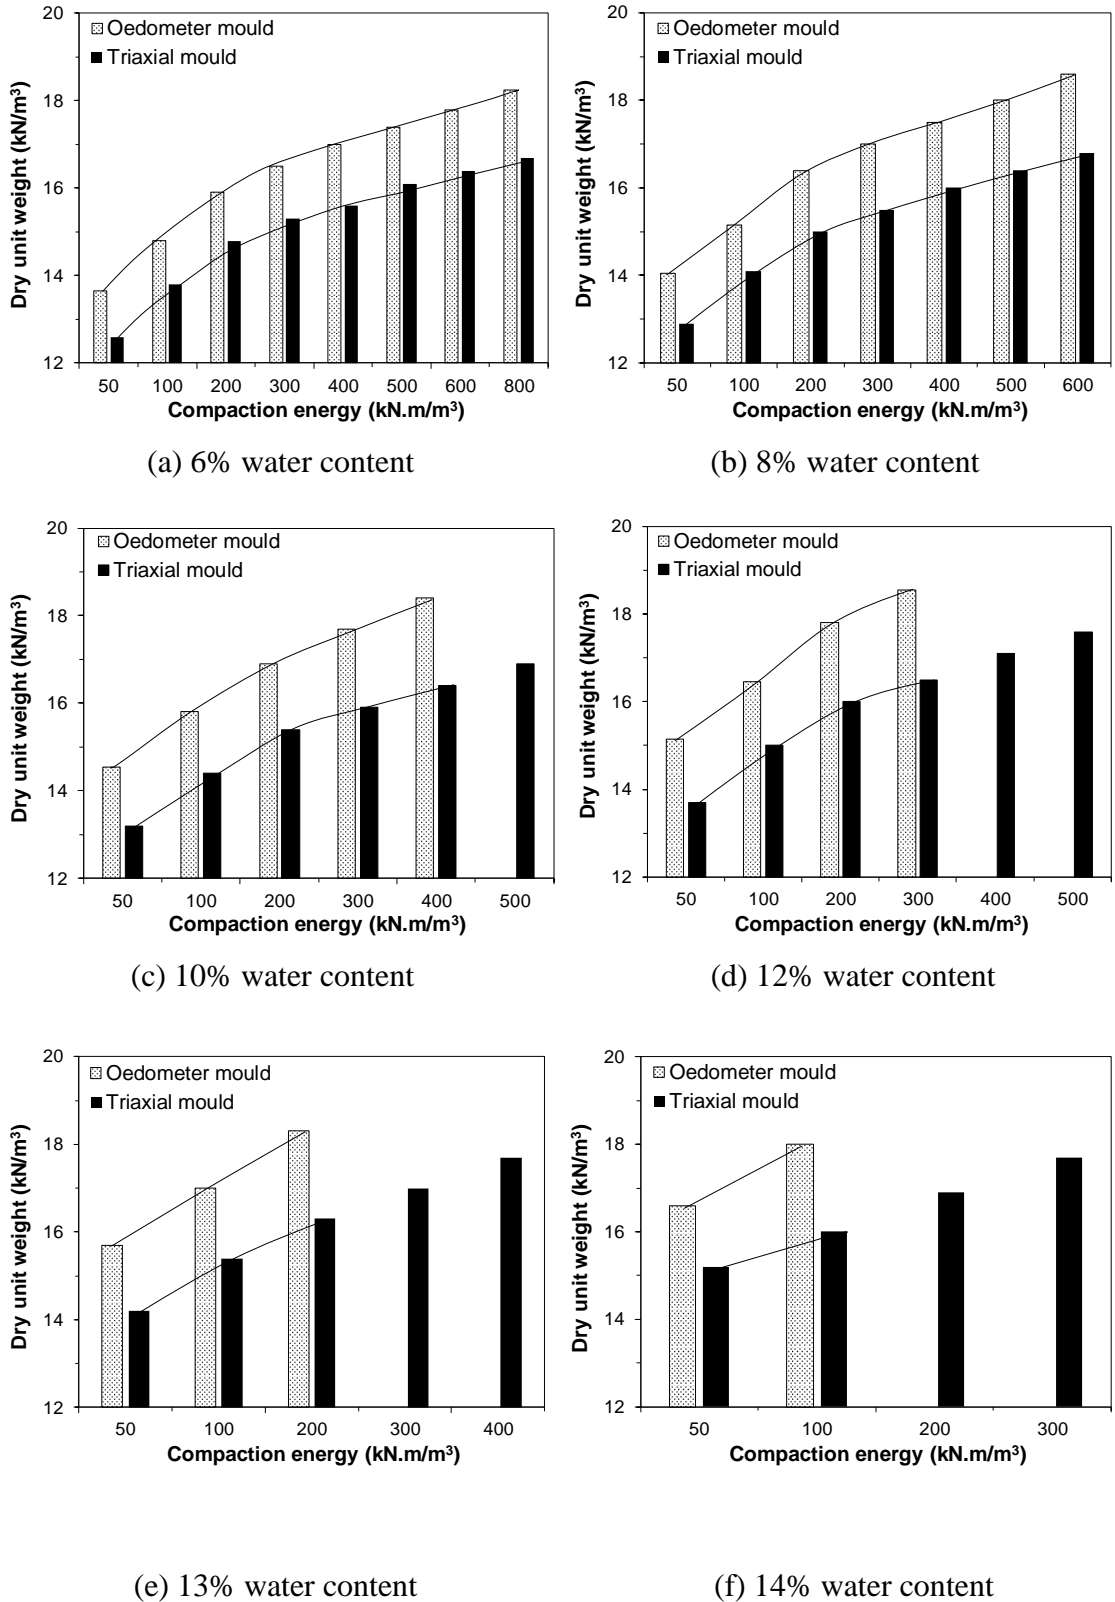 20
18
16
14
12
Dry unit weight (kN/m³)
Oedometer mould
Triaxial mould
50 100 200 300 400 500 600 800
Compaction energy (kN.m/m³)
(a) 6% water content
20
18
16
14
12
Dry unit weight (kN/m³)
Oedometer mould
Triaxial mould
50 100 200 300 400 500 600
Compaction energy (kN.m/m³)
(b) 8% water content
20
18
16
14
12
Dry unit weight (kN/m³)
Oedometer mould
Triaxial mould
50 100 200 300 400 500
Compaction energy (kN.m/m³)
(c) 10% water content
20
18
16
14
12
Dry unit weight (kN/m³)
Oedometer mould
Triaxial mould
50 100 200 300 400 500
Compaction energy (kN.m/m³)
(d) 12% water content
20
18
16
14
12
Dry unit weight (kN/m³)
Oedometer mould
Triaxial mould
50 100 200 300 400
Compaction energy (kN.m/m³)
(e) 13% water content
20
18
16
14
12
Dry unit weight (kN/m³)
Oedometer mould
Triaxial mould
50 100 200 300
Compaction energy (kN.m/m³)
(f) 14% water content